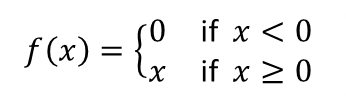 f(x) = {0 if x < 0
x if x ≥ 0